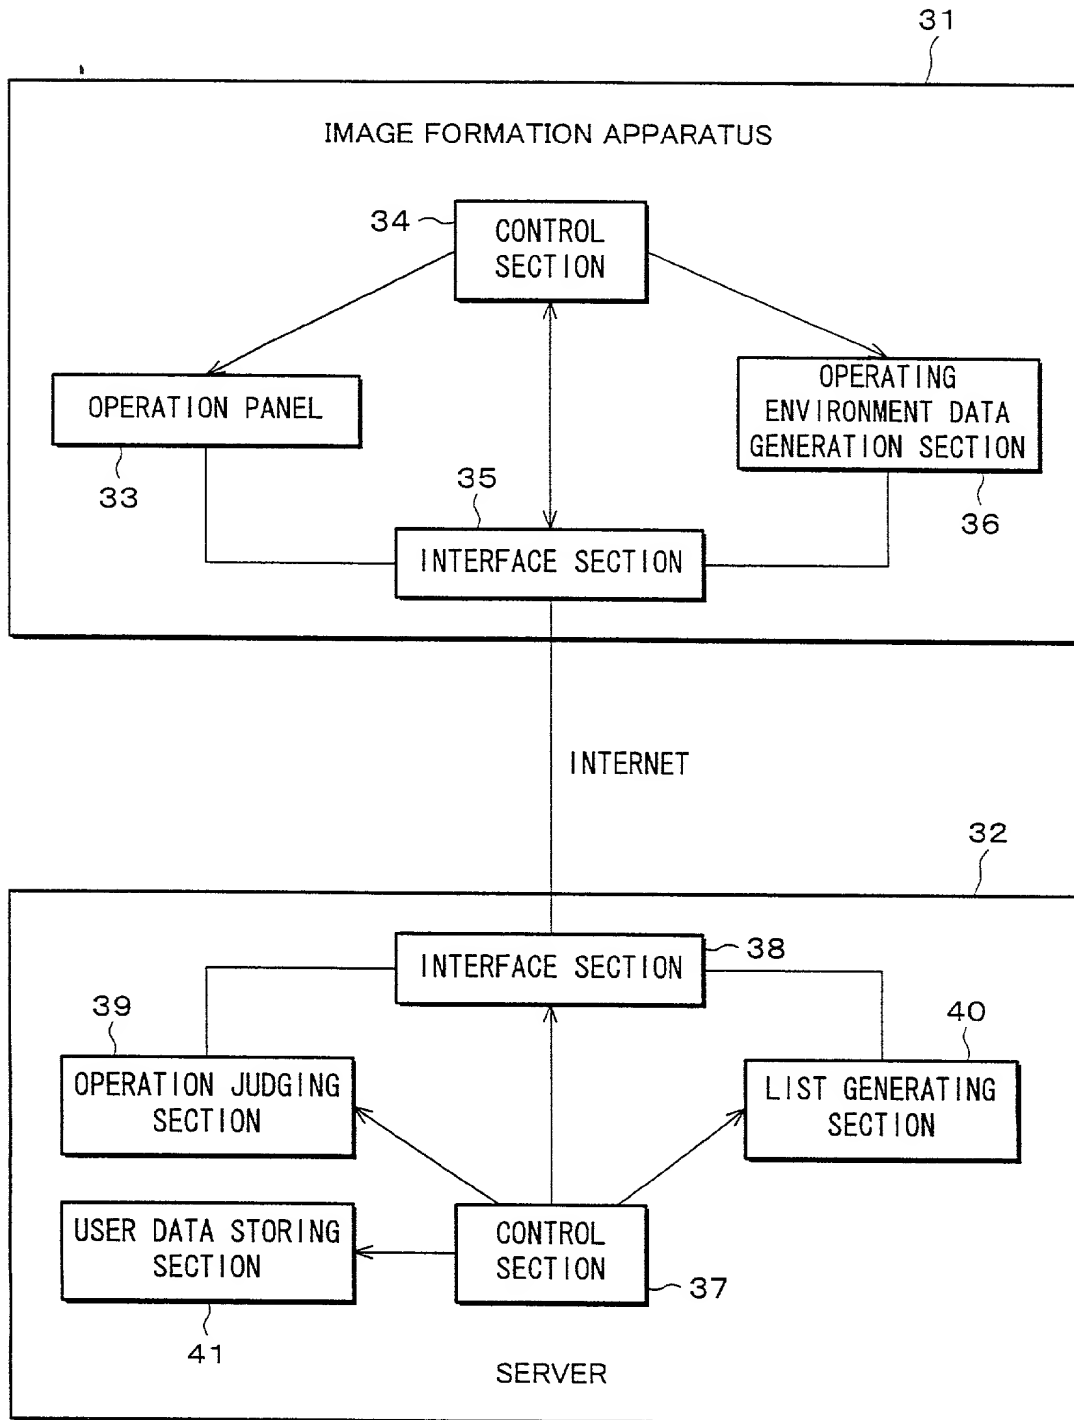 31
IMAGE FORMATION APPARATUS
34
CONTROL
SECTION
OPERATION PANEL
OPERATING
ENVIRONMENT DATA
GENERATION SECTION
33
35
36
INTERFACE SECTION
INTERNET
32
INTERFACE SECTION
38
39
40
OPERATION JUDGING
SECTION
LIST GENERATING
SECTION
USER DATA STORING
SECTION
CONTROL
SECTION
37
41
SERVER